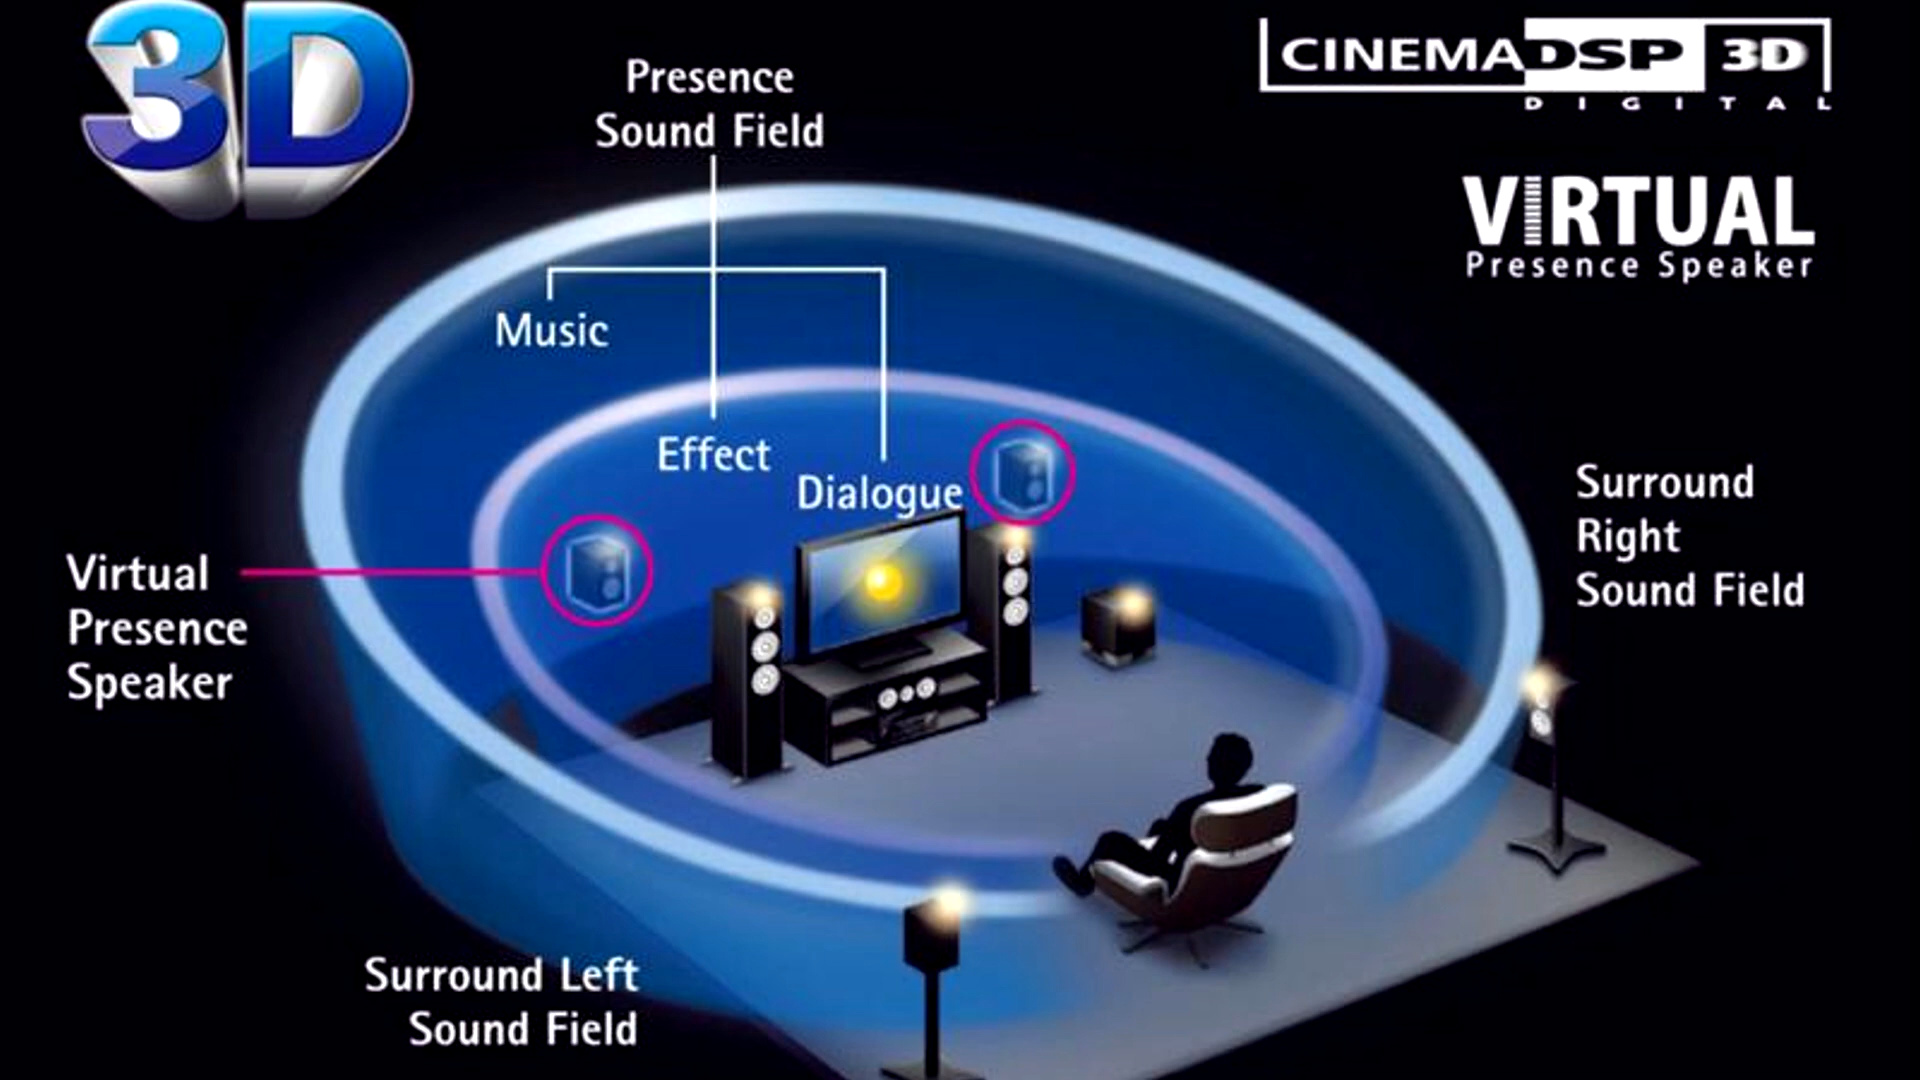 3D
CINEMA DSP 3D
DIGITAL
VIRTUAL
Presence Speaker
Presence
Sound Field
Music
Effect
Dialogue
Virtual
Presence
Speaker
Surround
Right
Sound Field
Surround Left
Sound Field